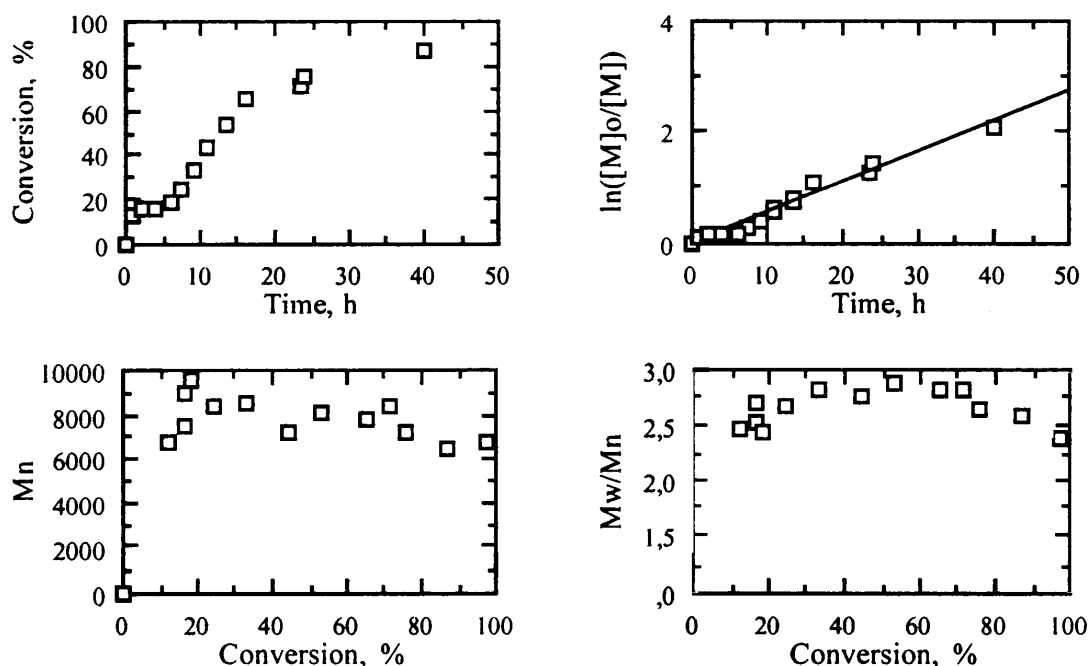 Conversion, %
100
80
60
40
20
0
0 10 20 30 40 50
Time, h
ln([M]o/[M])
4
2
0
0 10 20 30 40 50
Time, h
Mn
10000
8000
6000
4000
2000
0
0 20 40 60 80 100
Conversion, %
Mw/Mn
3,0
2,5
2,0
1,5
,0
0 20 40 60 80 100
Conversion, %